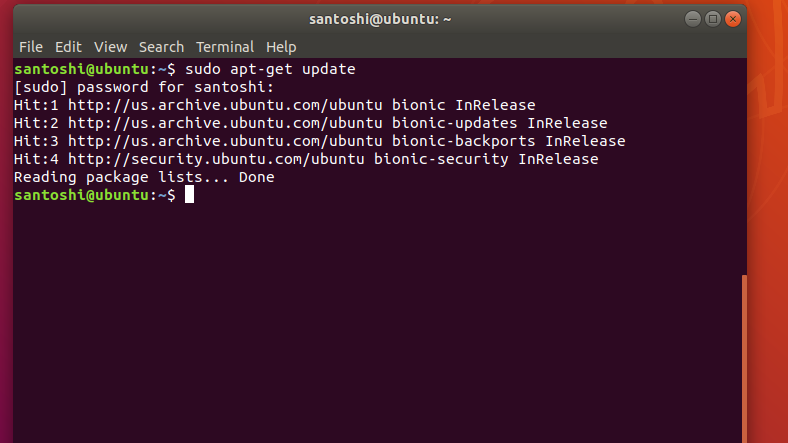 santoshi@ubuntu: ~
File Edit View Search Terminal Help
santoshi@ubuntu:~$ sudo apt-get update
[sudo] password for santoshi:
Hit:1 http://us.archive.ubuntu.com/ubuntu bionic InRelease
Hit:2 http://us.archive.ubuntu.com/ubuntu bionic-updates InRelease
Hit:3 http://us.archive.ubuntu.com/ubuntu bionic-backports InRelease
Hit:4 http://security.ubuntu.com/ubuntu bionic-security InRelease
Reading package lists... Done
santoshi@ubuntu:~$